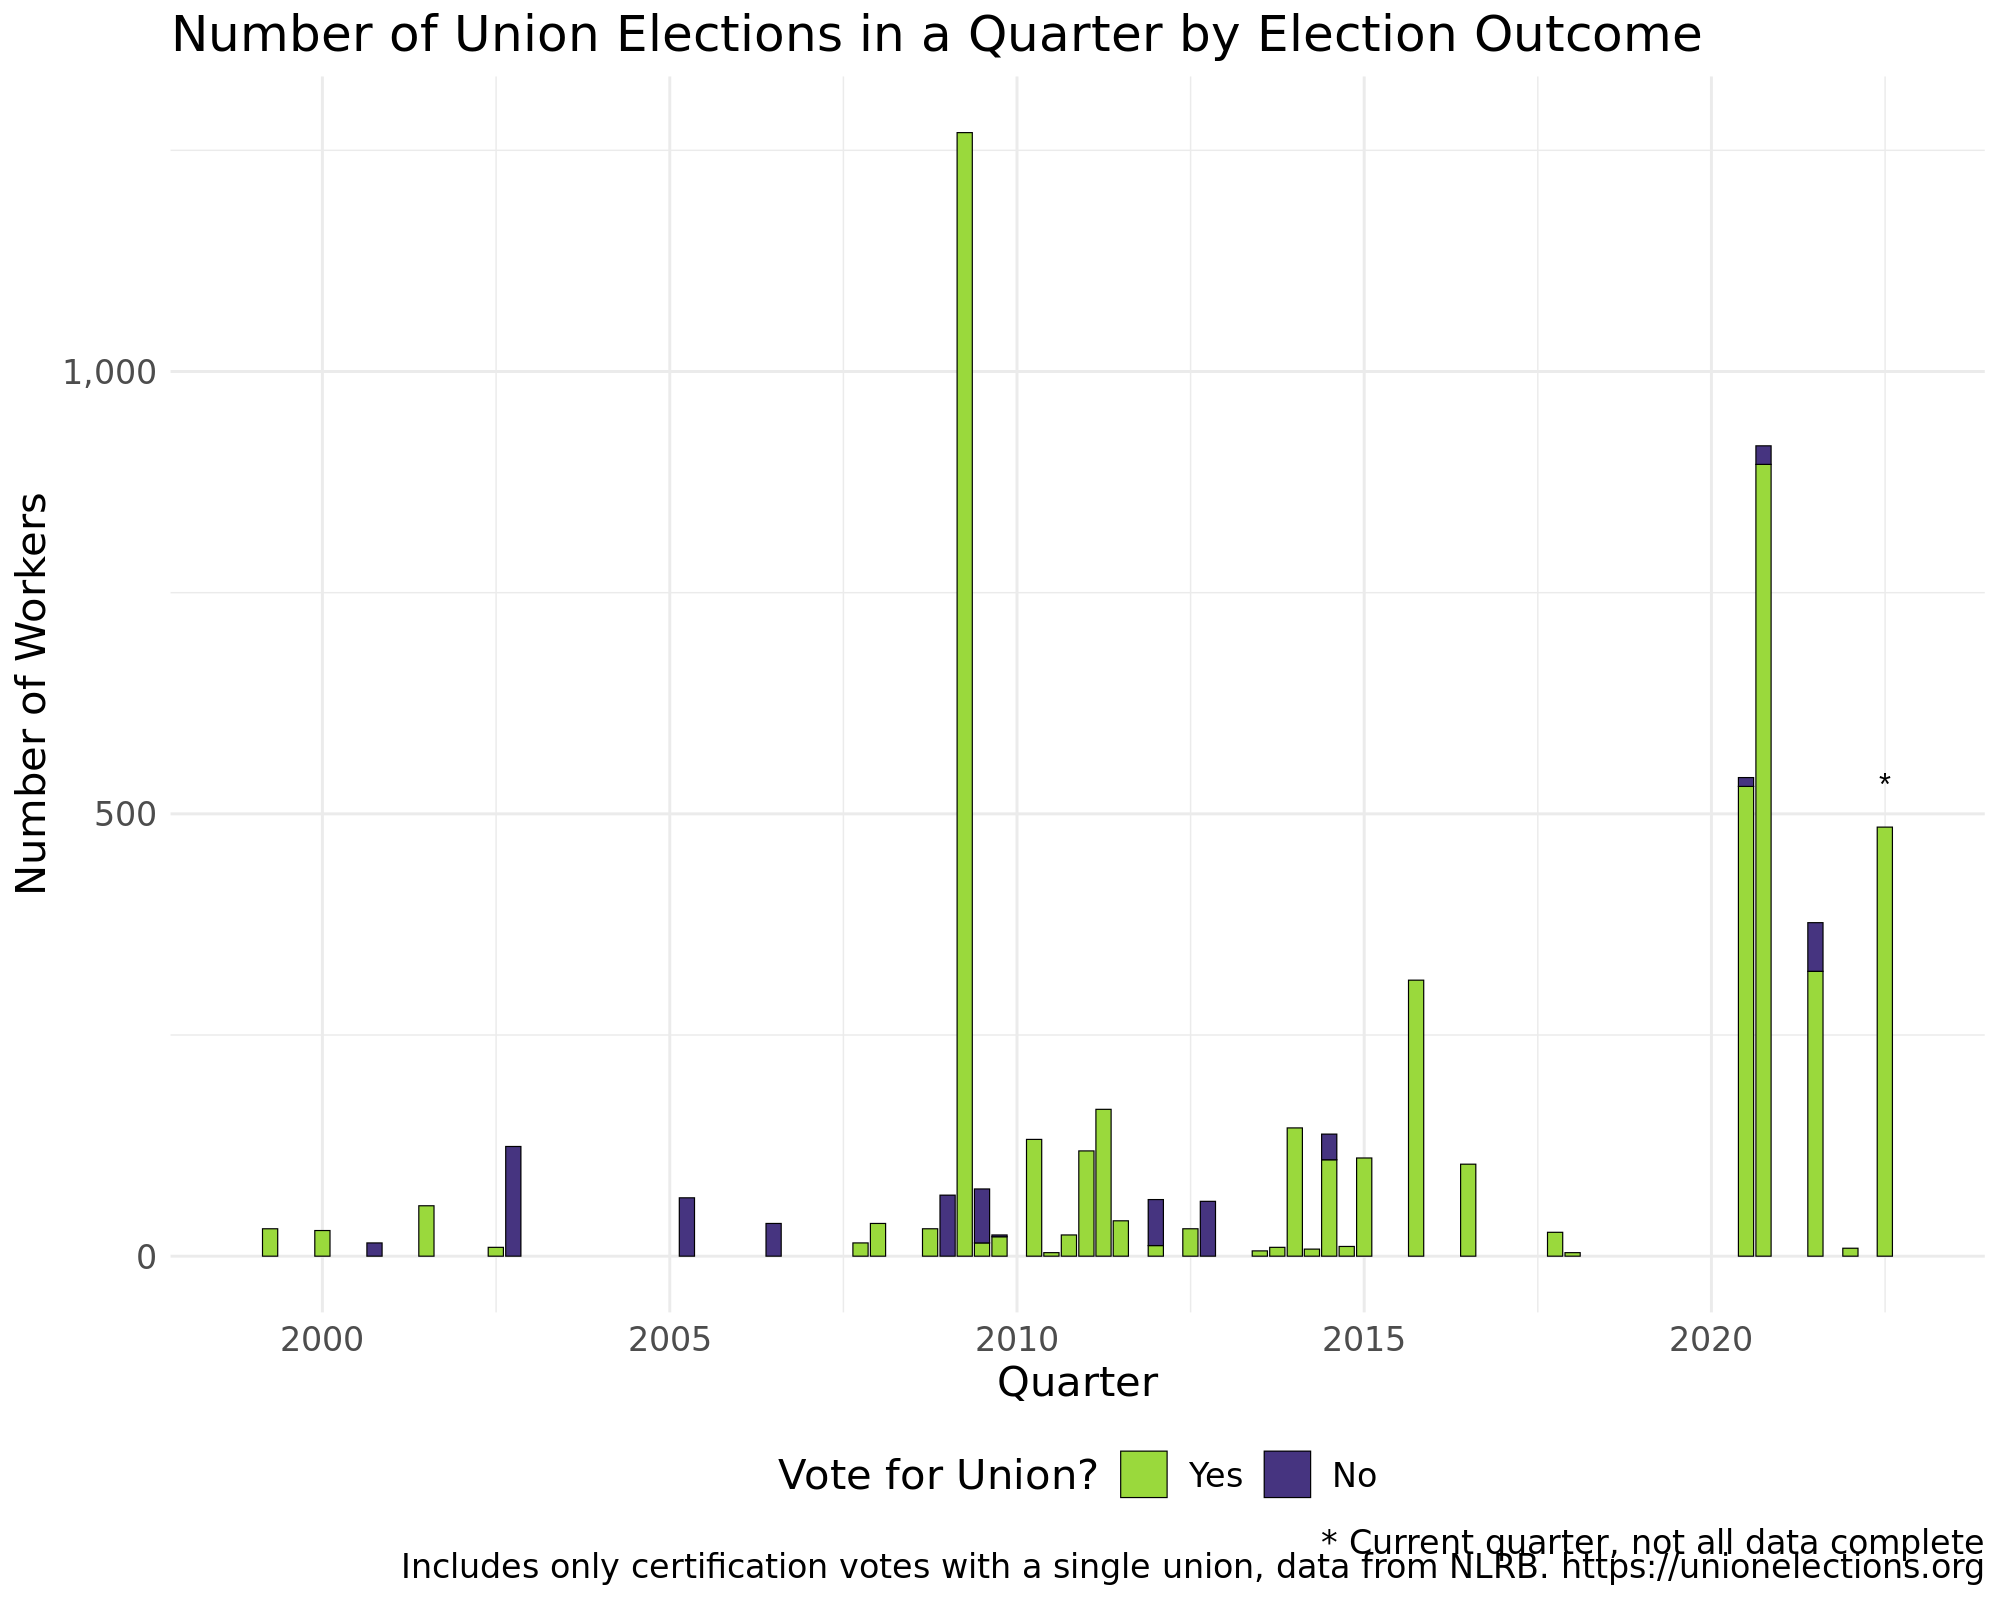 Number of Union Elections in a Quarter by Election Outcome
Number of Workers
1,000
500
0
*
2000 2005 2010 2015 2020
Quarter
Vote for Union? Yes No
* Current quarter, not all data complete
Includes only certification votes with a single union, data from NLRB. https://unionelections.org